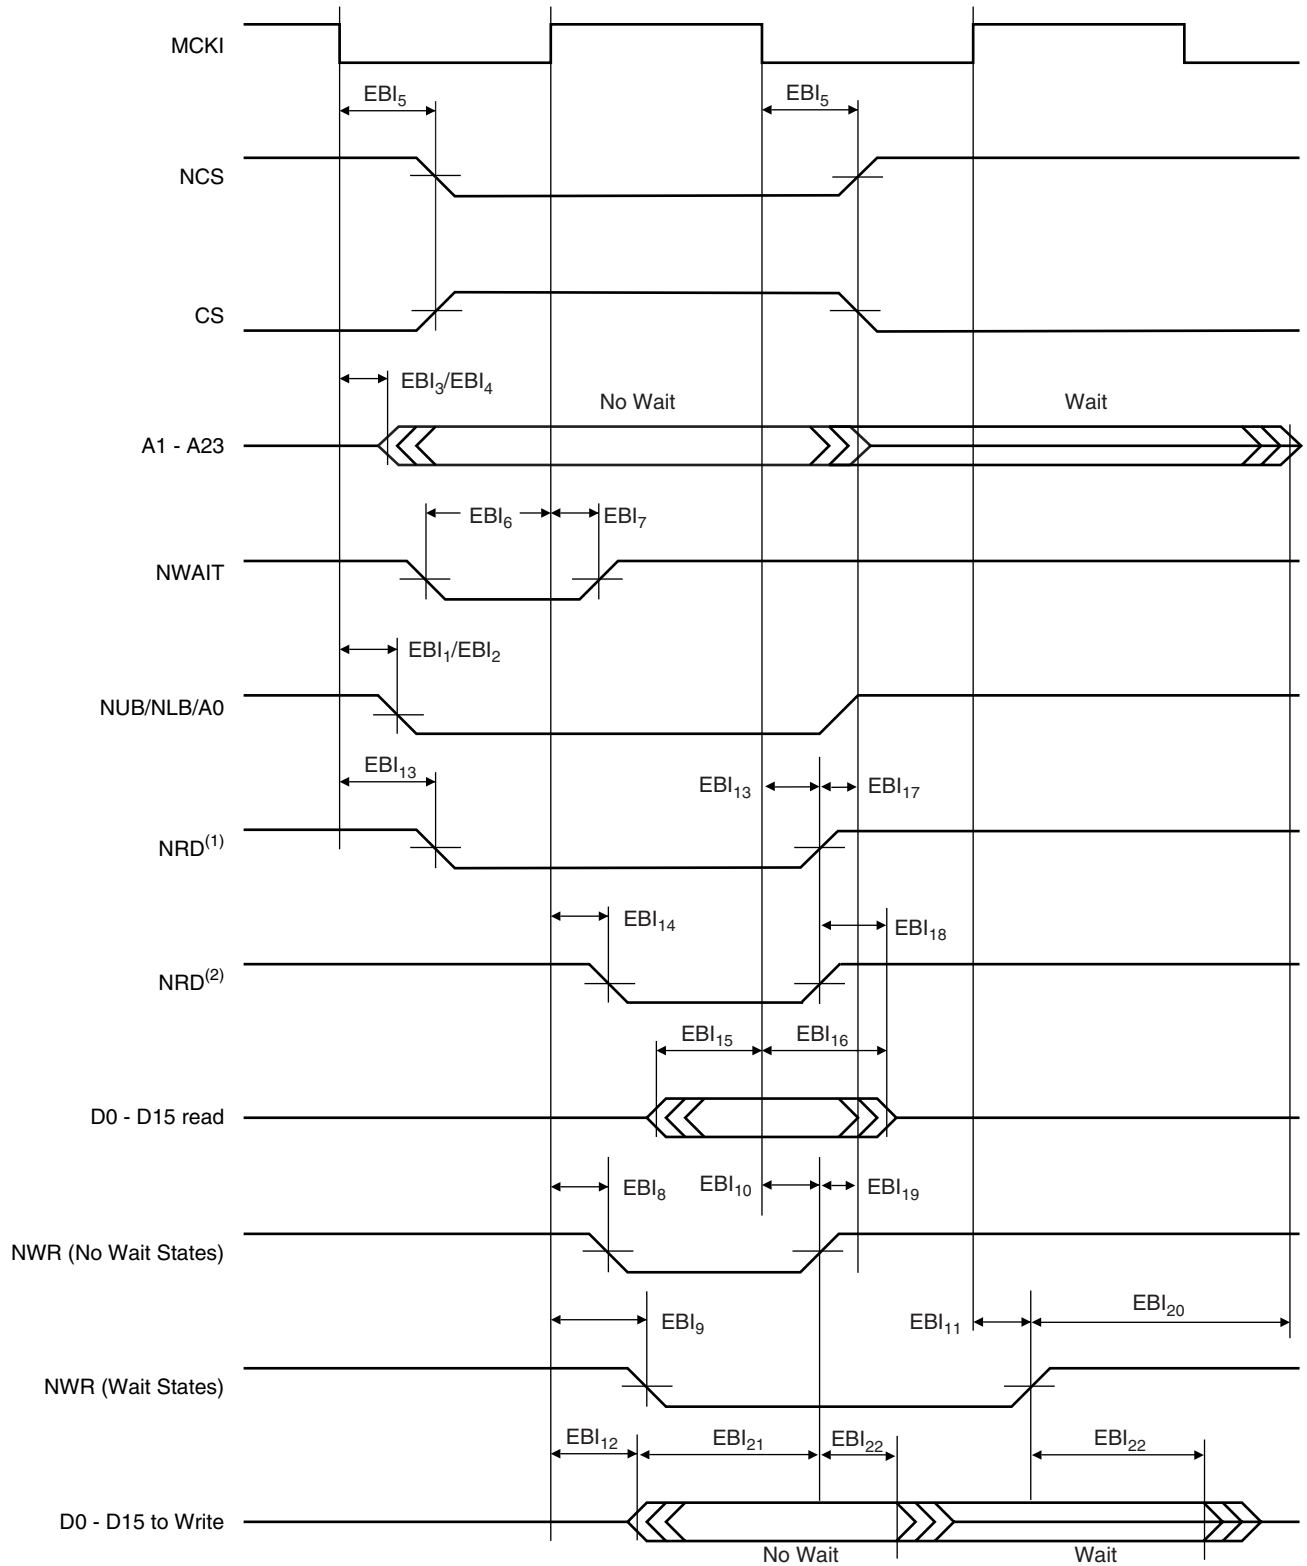 MCKI
EBI5 EBI5
NCS
CS
EBI3/EBI4
No Wait Wait
A1 - A23
EBI6 EBI7
NWAIT
EBI1/EBI2
NUB/NLB/A0
EBI13 EBI13 EBI17
NRD(1)
EBI14 EBI18
NRD(2)
EBI15 EBI16
D0 - D15 read
EBI8 EBI10 EBI19
NWR (No Wait States)
EBI9 EBI11 EBI20
NWR (Wait States)
EBI12 EBI21 EBI22 EBI22
D0 - D15 to Write
No Wait Wait